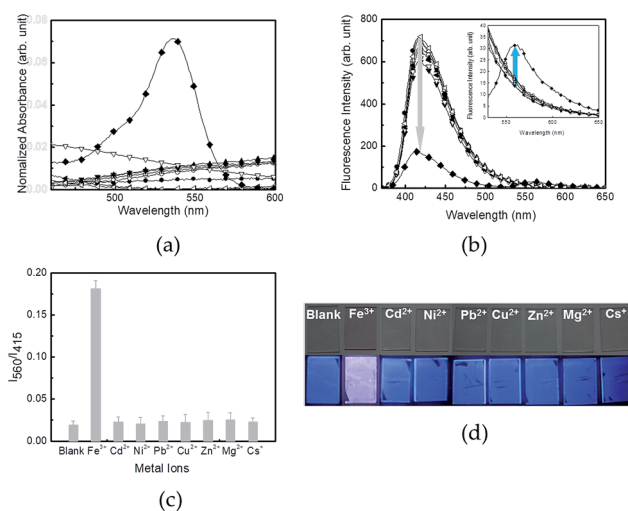 0.08
0.06
0.04
0.02
0.00
500
550
600
Nomalized Absorbance (arb. unit)
Wavelength (nm)
(a)
800
700
600
400
200
0
400
450
500
550
600
650
Fluorescence Intensity (arb. unit)
Wavelength (nm)
40
35
30
25
20
15
10
5
0
550
600
650
Fluorescence Intensity (arb. unit)
Wavelength (nm)
(b)
0.20
0.15
0.10
0.05
0.00
I560/I415
Blank Fe3+ Cd2+ Ni2+ Pb2+ Cu2+ Zn2+ Mg2+ Cs+
Metal Ions
(c)
Blank Fe3+ Cd2+ Ni2+ Pb2+ Cu2+ Zn2+ Mg2+ Cs+
(d)